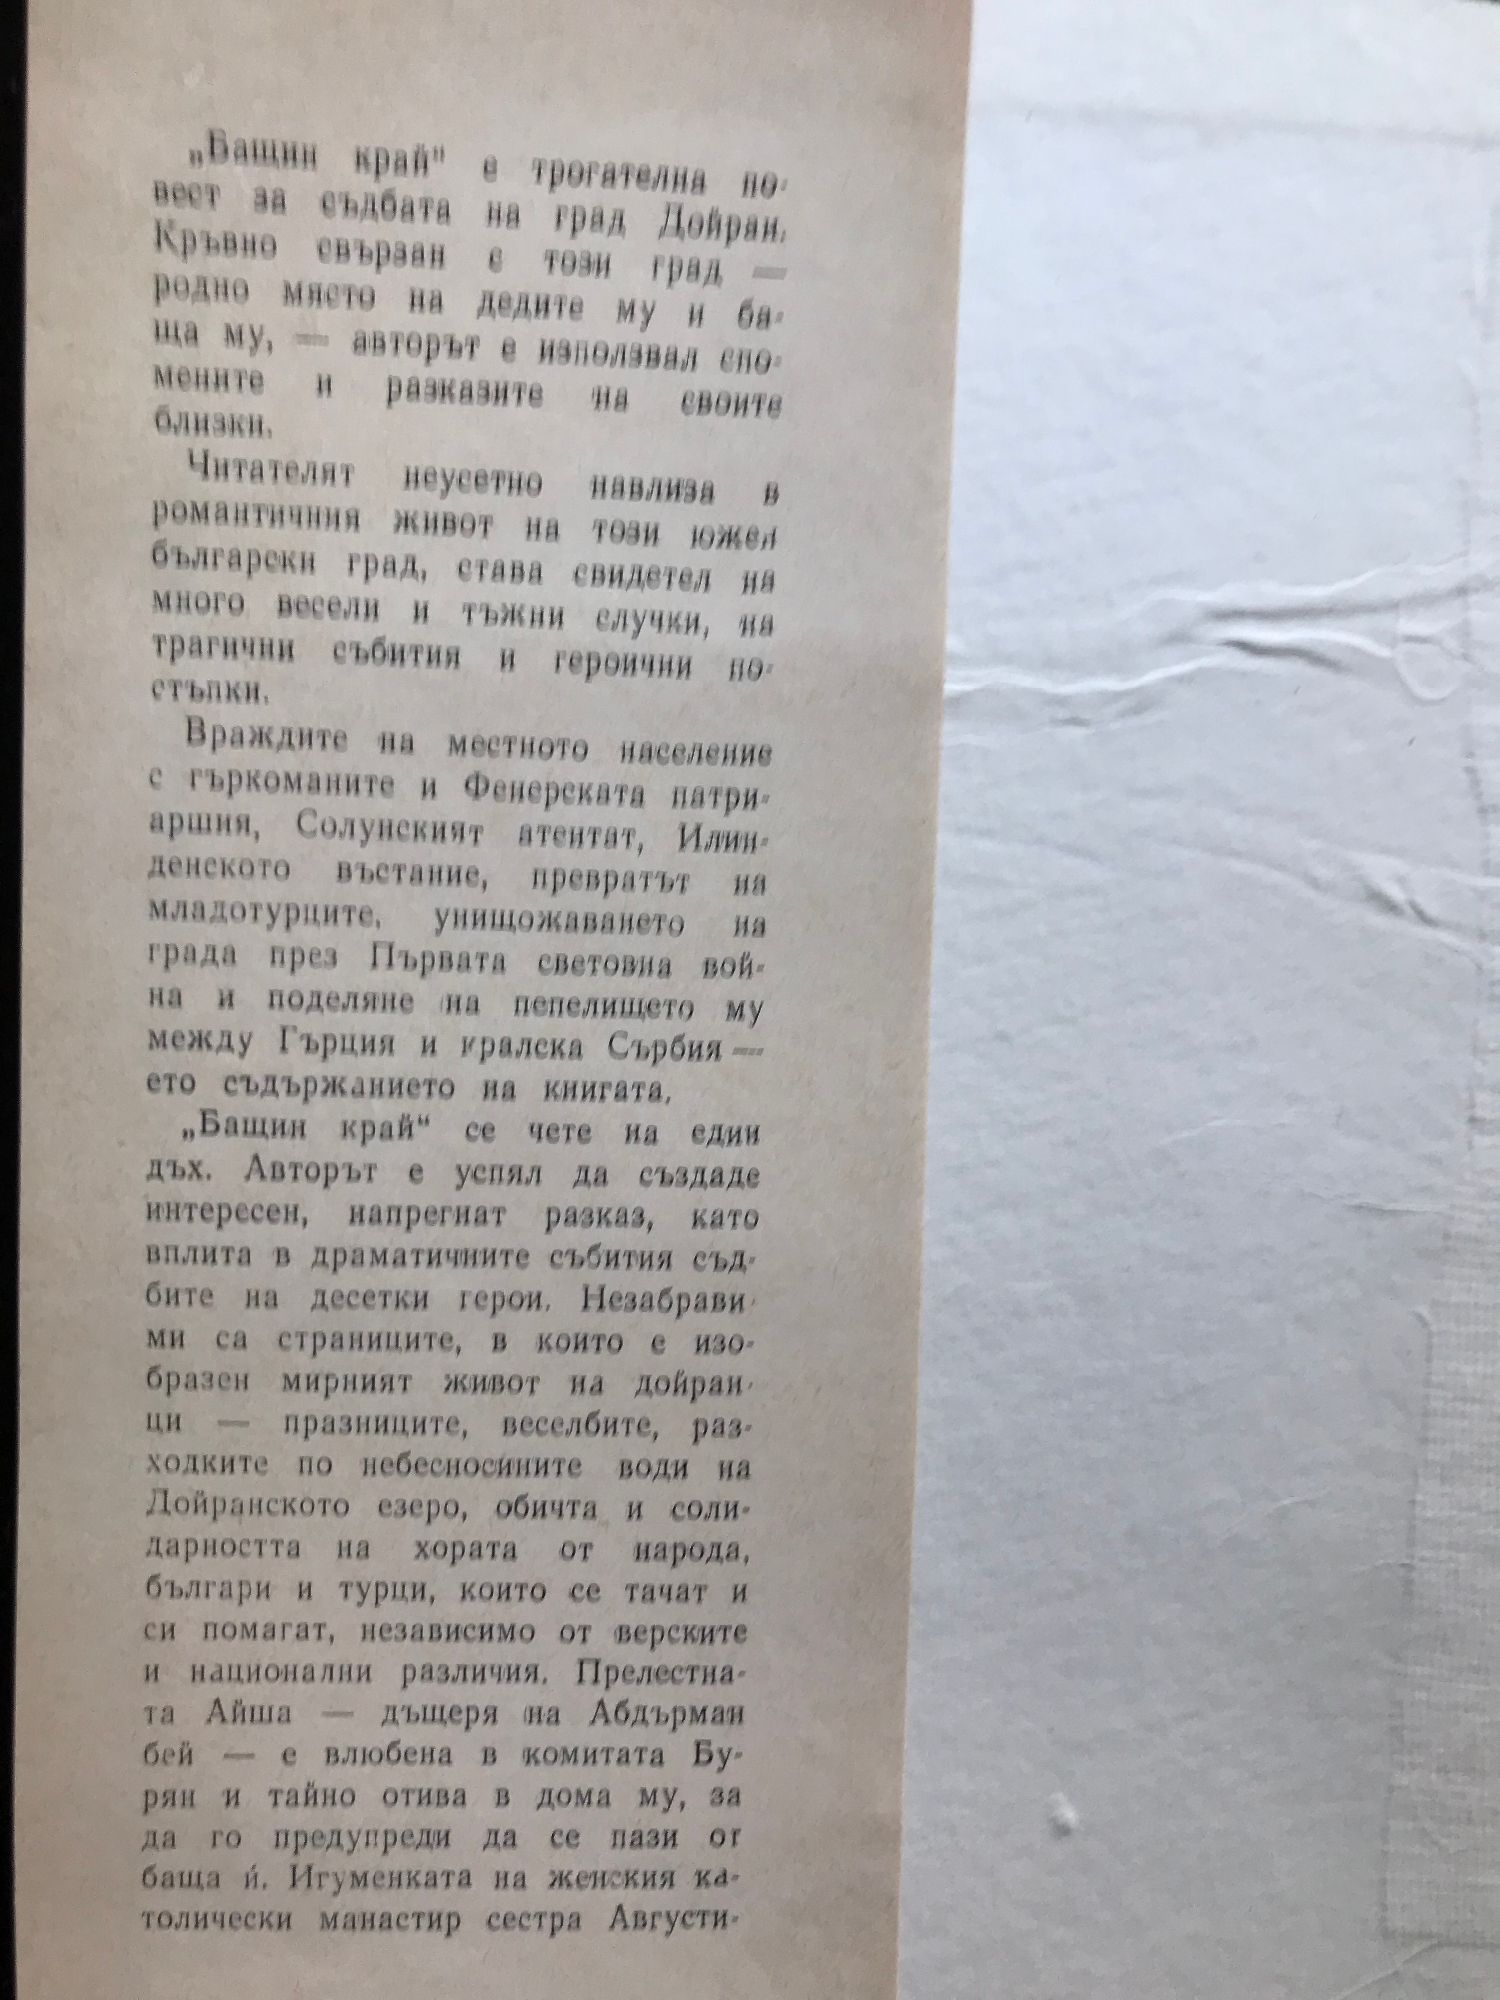 „Бащин край“ е трогателна по-
вест за съдбата на град Дойран.
Кръвно свързан с този град —
родно място на дедите му и ба-
ща му, — авторът е използвал спо-
мените и разказите на своите
близки.
Читателят неусетно навлиза в
романтичния живот на този южен
български град, става свидетел на
много весели и тъжни случки, на
трагични събития и героични по-
стъпки.
Враждите на местното население
с гъркоманите и Фенерската патри-
аршия, Солунският атентат, Илин-
денското въстание, превратът на
младотурците, унищожаването на
града през Първата световна вой-
на и поделяне на пепелището му
между Гърция и кралска Сърбия —
ето съдържанието на книгата.
„Бащин край“ се чете на един
дъх. Авторът е успял да създаде
интересен, напрегнат разказ, като
вплита в драматичните събития съд-
бите на десетки герои. Незабрави-
ми са страниците, в които е изо-
бразен мирният живот на дойран-
ци — празниците, веселбите, раз-
ходките по небесносините води на
Дойранското езеро, обичта и соли-
дарността на хората от народа,
българи и турци, които се тачат и
си помагат, независимо от верските
и национални различия. Прелестна-
та Айша — дъщеря на Абдърман
бей — е влюбена в комитата Бу-
рян и тайно отива в дома му, за
да го предупреди да се пази от
баща ѝ. Игуменката на женския ка-
толически манастир сестра Августи-